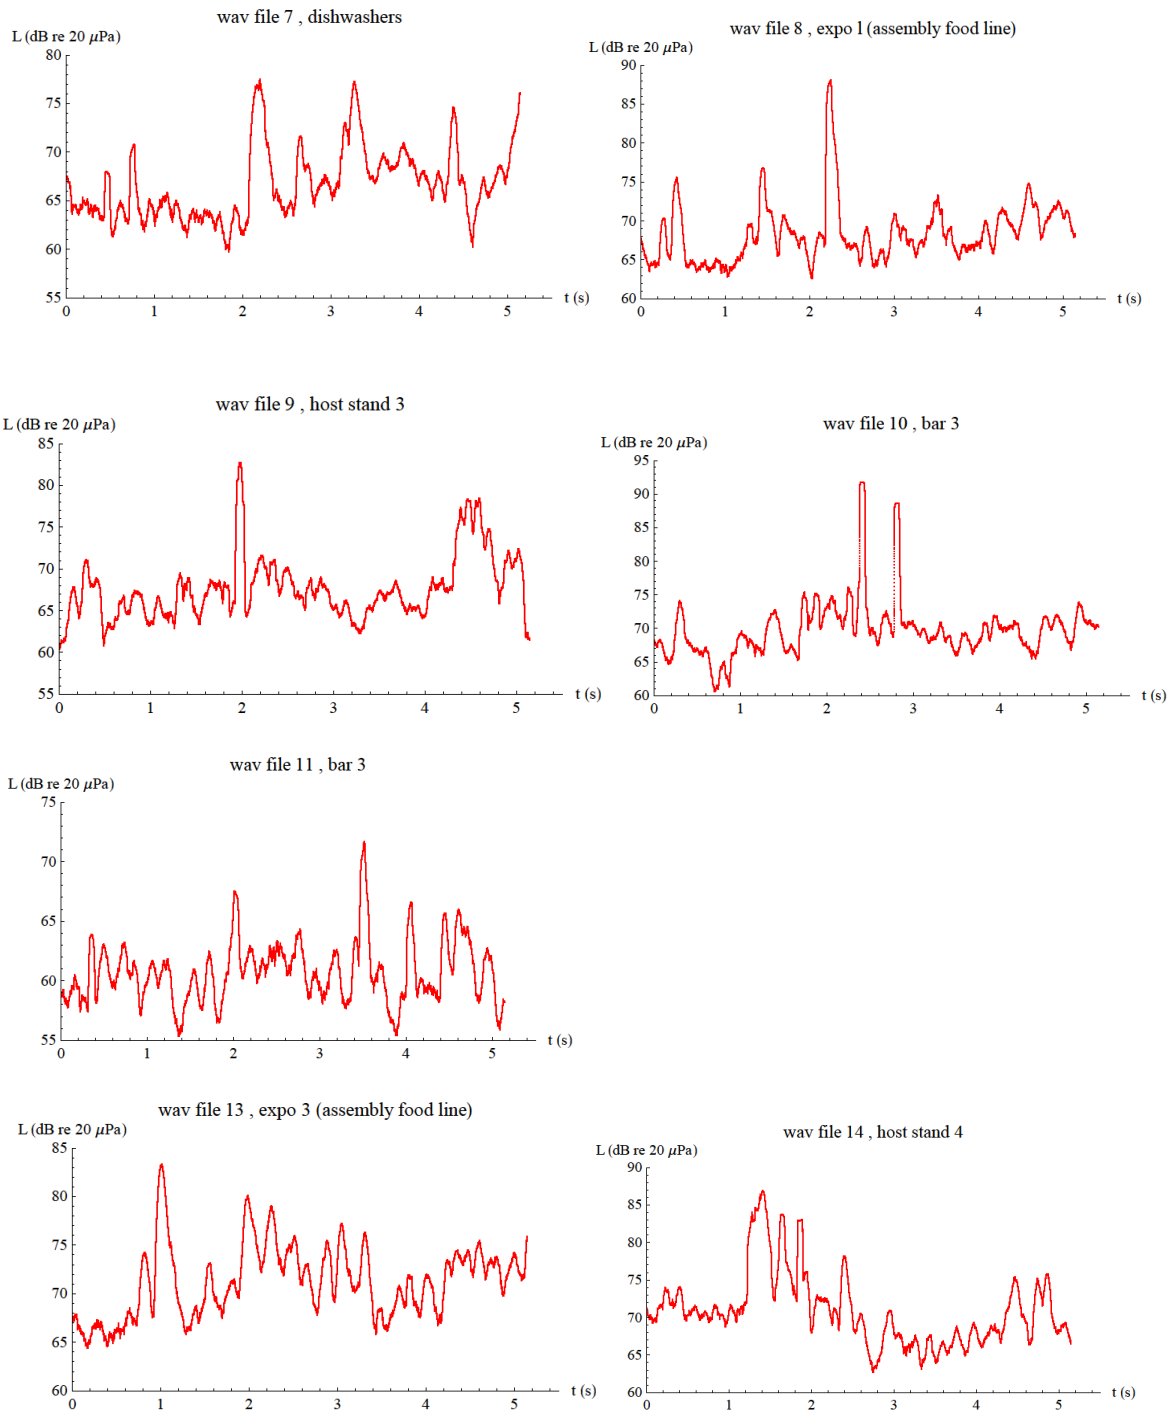 wav file 7 , dishwashers
L (dB re 20 μPa)
80
75
70
65
60
55
0 1 2 3 4 5
t (s)
wav file 8 , expo l (assembly food line)
L (dB re 20 μPa)
90
85
80
75
70
65
60
0 1 2 3 4 5
t (s)
wav file 9 , host stand 3
L (dB re 20 μPa)
85
80
75
70
65
60
55
0 1 2 3 4 5
t (s)
wav file 10 , bar 3
L (dB re 20 μPa)
95
90
85
80
75
70
65
60
0 1 2 3 4 5
t (s)
wav file 11 , bar 3
L (dB re 20 μPa)
75
70
65
60
55
0 1 2 3 4 5
t (s)
wav file 13 , expo 3 (assembly food line)
L (dB re 20 μPa)
85
80
75
70
65
60
0 1 2 3 4 5
t (s)
wav file 14 , host stand 4
L (dB re 20 μPa)
90
85
80
75
70
65
60
0 1 2 3 4 5
t (s)